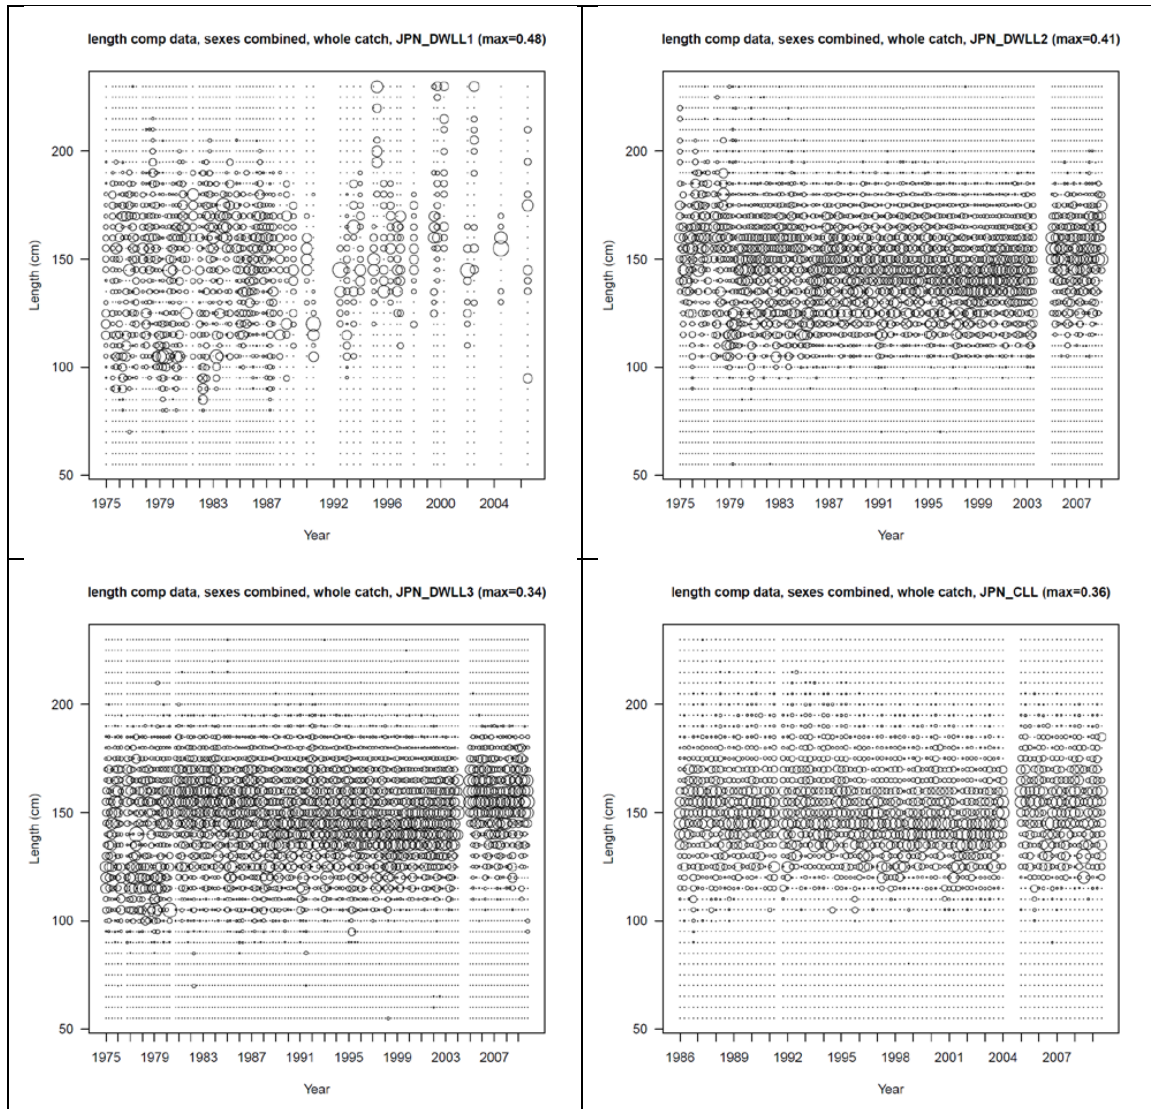 length comp data, sexes combined, whole catch, JPN_DWLL1 (max=0.48)
200
150
100
50
Length (cm)
1975 1979 1983 1987 1992 1996 2000 2004
Year
length comp data, sexes combined, whole catch, JPN_DWLL2 (max=0.41)
200
150
100
50
Length (cm)
1975 1979 1983 1987 1991 1995 1999 2003 2007
Year
length comp data, sexes combined, whole catch, JPN_DWLL3 (max=0.34)
200
150
100
50
Length (cm)
1975 1979 1983 1987 1991 1995 1999 2003 2007
Year
length comp data, sexes combined, whole catch, JPN_CLL (max=0.36)
200
150
100
50
Length (cm)
1986 1989 1992 1995 1998 2001 2004 2007
Year